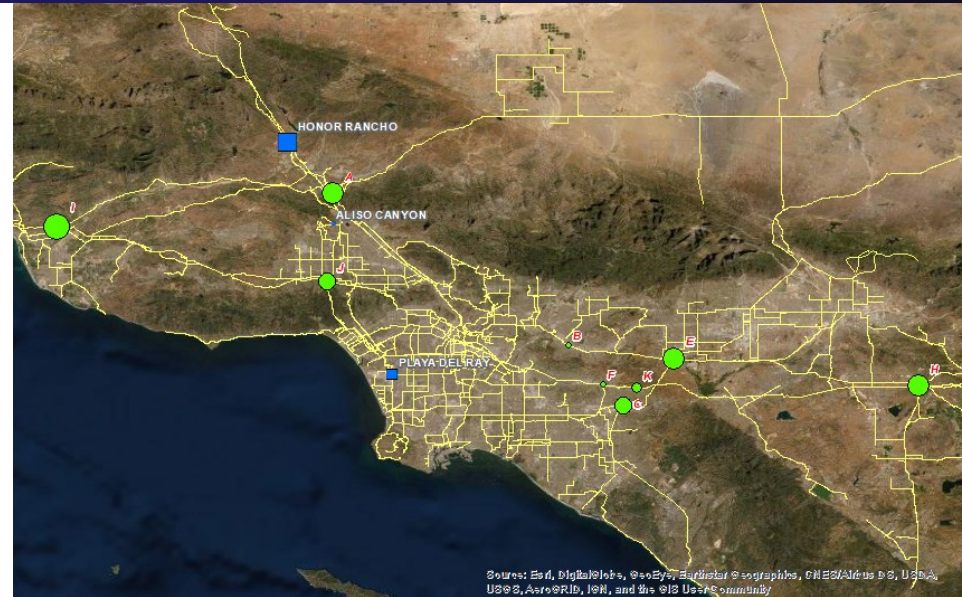 HONOR RANCHO
A
ALISO CANYON
I
J
B
PLAYA DEL RAY
E
F
K
H
G
Source: Esri, DigitalGlobe, GeoEye, Earthstar Geographics, CNES/Airbus DS, USDA,
USGS, AeroGRID, IGN, and the GIS User Community